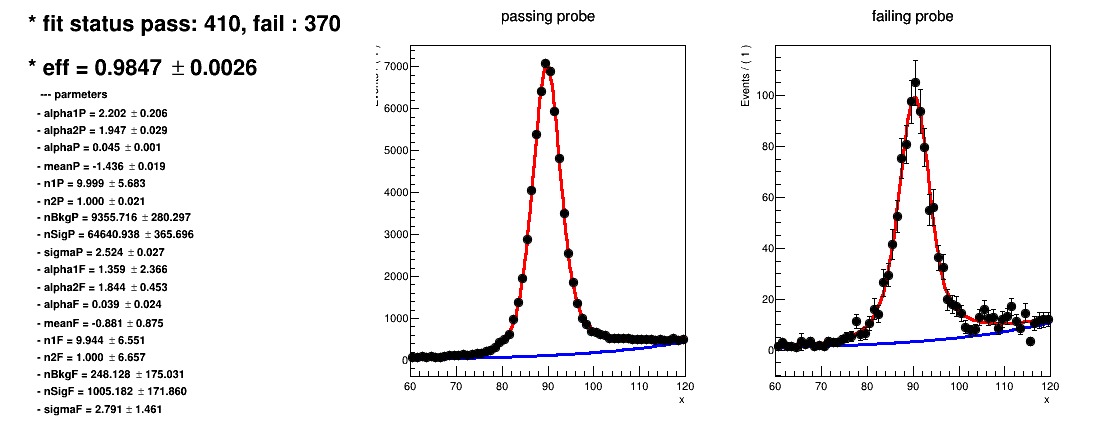 * fit status pass: 410, fail : 370
* eff = 0.9847 ± 0.0026
--- parmeters
- alpha1P = 2.202 ± 0.206
- alpha2P = 1.947 ± 0.029
- alphaP = 0.045 ± 0.001
- meanP = -1.436 ± 0.019
- n1P = 9.999 ± 5.683
- n2P = 1.000 ± 0.021
- nBkgP = 9355.716 ± 280.297
- nSigP = 64640.938 ± 365.696
- sigmaP = 2.524 ± 0.027
- alpha1F = 1.359 ± 2.366
- alpha2F = 1.844 ± 0.453
- alphaF = 0.039 ± 0.024
- meanF = -0.881 ± 0.875
- n1F = 9.944 ± 6.551
- n2F = 1.000 ± 6.657
- nBkgF = 248.128 ± 175.031
- nSigF = 1005.182 ± 171.860
- sigmaF = 2.791 ± 1.461
passing probe
7000
6000
5000
4000
3000
2000
1000
0
60 70 80 90 100 110 120
x
failing probe
Events / ( 1 )
100
80
60
40
20
0
60 70 80 90 100 110 120
x